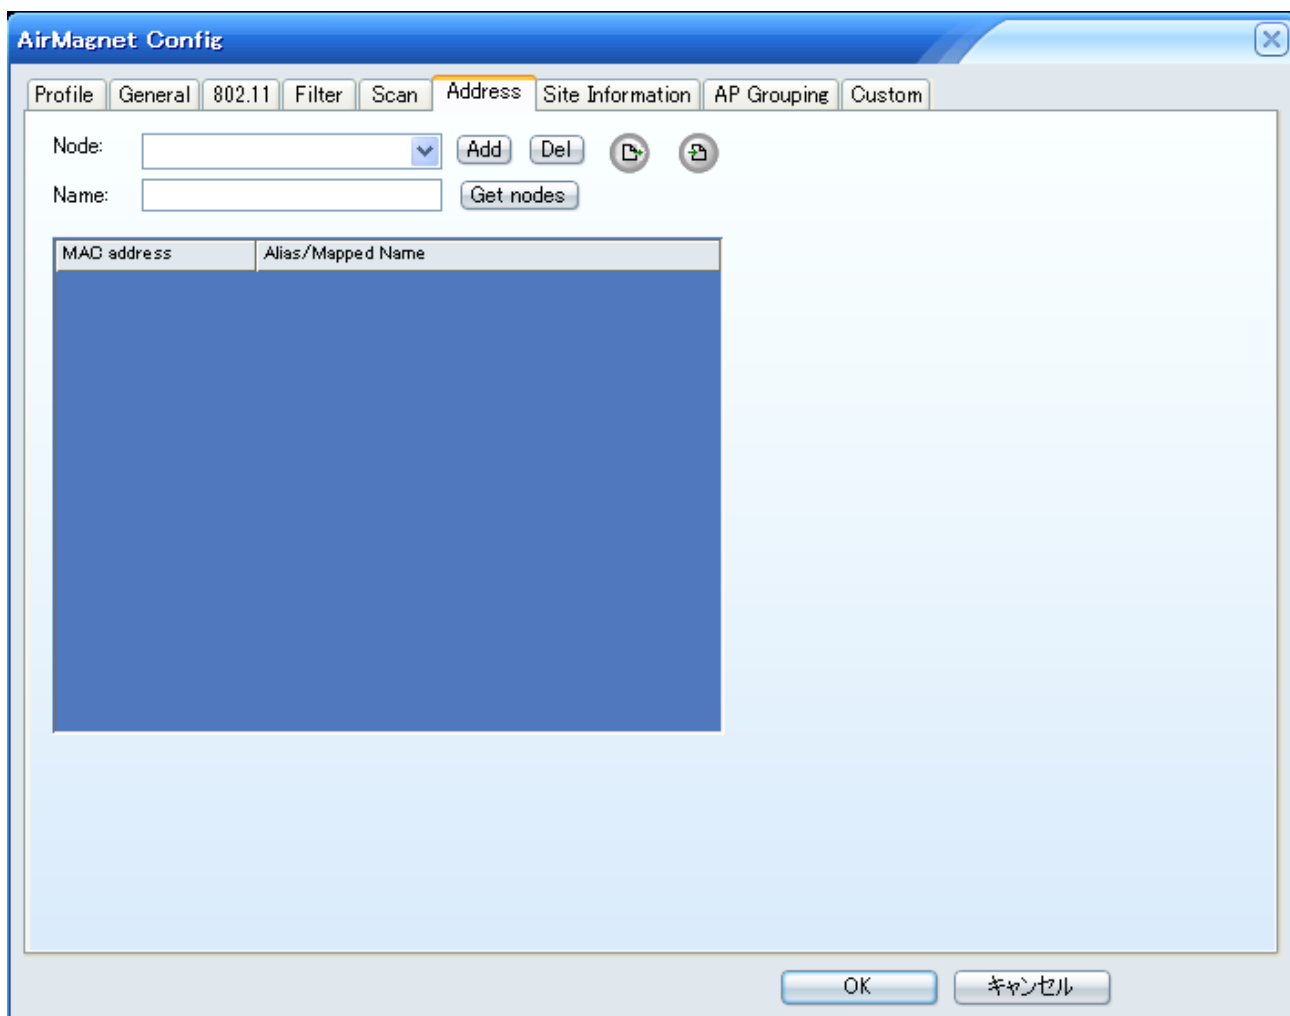 AirMagnet Config
Profile General 802.11 Filter Scan Address Site Information AP Grouping Custom
Node: Add Del
Name: Get nodes
MAC address Alias/Mapped Name
OK キャンセル